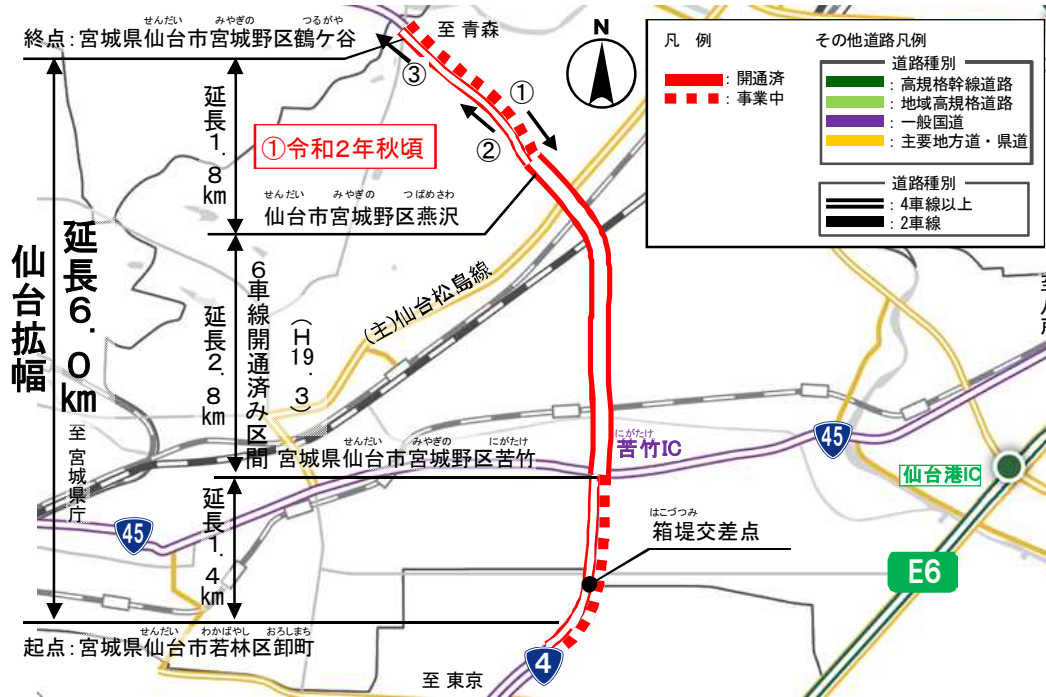 せんだい みやぎの つるがや
終点：宮城県仙台市宮城野区鶴ケ谷
至 青森
N
③
①
②
①令和2年秋頃
延長1.8km
せんだい みやぎの つばめさわ
仙台市宮城野区燕沢
仙台拡幅
延長6.0km
延長2.8km
6車線開通済み区間
(H19.3)
(主)仙台松島線
至 宮城県庁
せんだい みやぎの にがたけ
宮城県仙台市宮城野区苦竹
にがたけ
苦竹IC
45
仙台港IC
45
延長1.4km
はこづつみ
箱堤交差点
E6
せんだい わかばやし おろしまち
起点：宮城県仙台市若林区卸町
至 東京
4
凡 例
：開通済
：事業中
その他道路凡例
道路種別
：高規格幹線道路
：地域高規格道路
：一般国道
：主要地方道・県道
道路種別
：4車線以上
：2車線